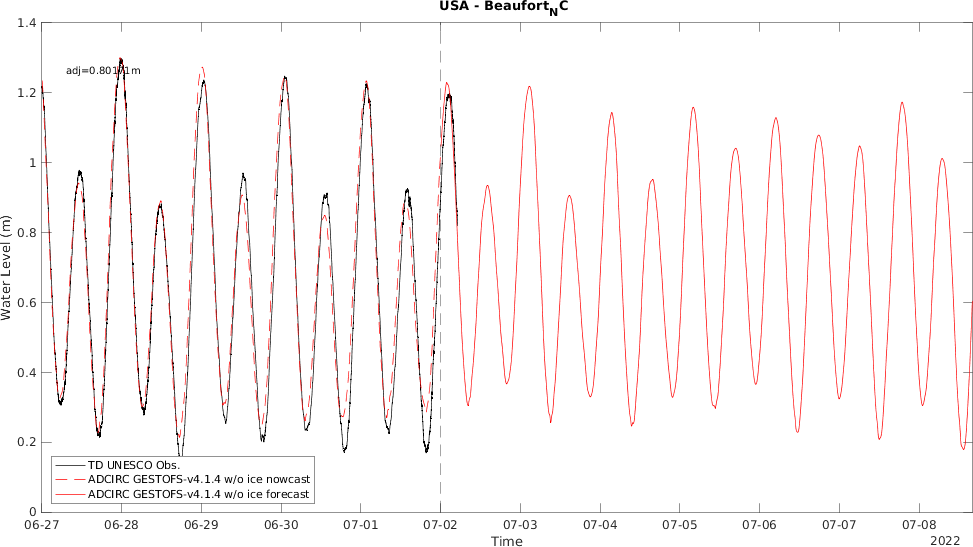 USA - Beaufort_NC
adj=0.80171m
1.4
1.2
1
0.8
0.6
0.4
0.2
0
Water Level (m)
TD UNESCO Obs.
ADCIRC GESTOFS-v4.1.4 w/o ice nowcast
ADCIRC GESTOFS-v4.1.4 w/o ice forecast
06-27 06-28 06-29 06-30 07-01 07-02 07-03 07-04 07-05 07-06 07-07 07-08
Time
2022